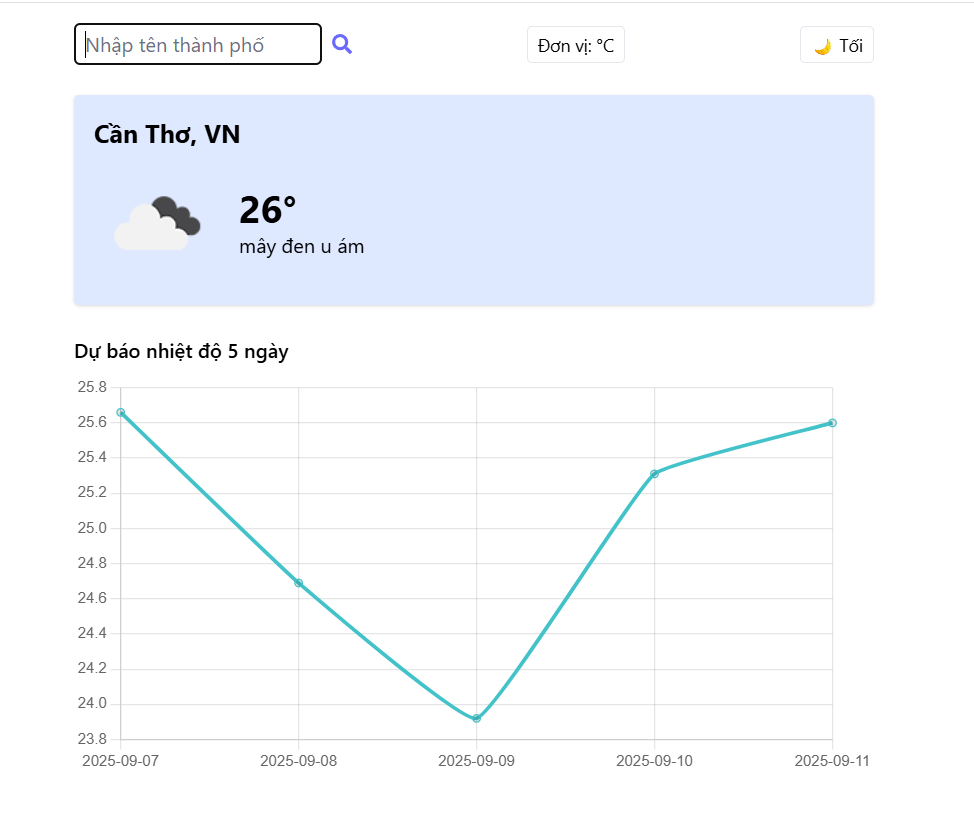 Nhập tên thành phố
Đơn vị: °C
🌙 Tối
Cần Thơ, VN
26°
mây đen u ám
Dự báo nhiệt độ 5 ngày
25.8
25.6
25.4
25.2
25.0
24.8
24.6
24.4
24.2
24.0
23.8
2025-09-07 2025-09-08 2025-09-09 2025-09-10 2025-09-11